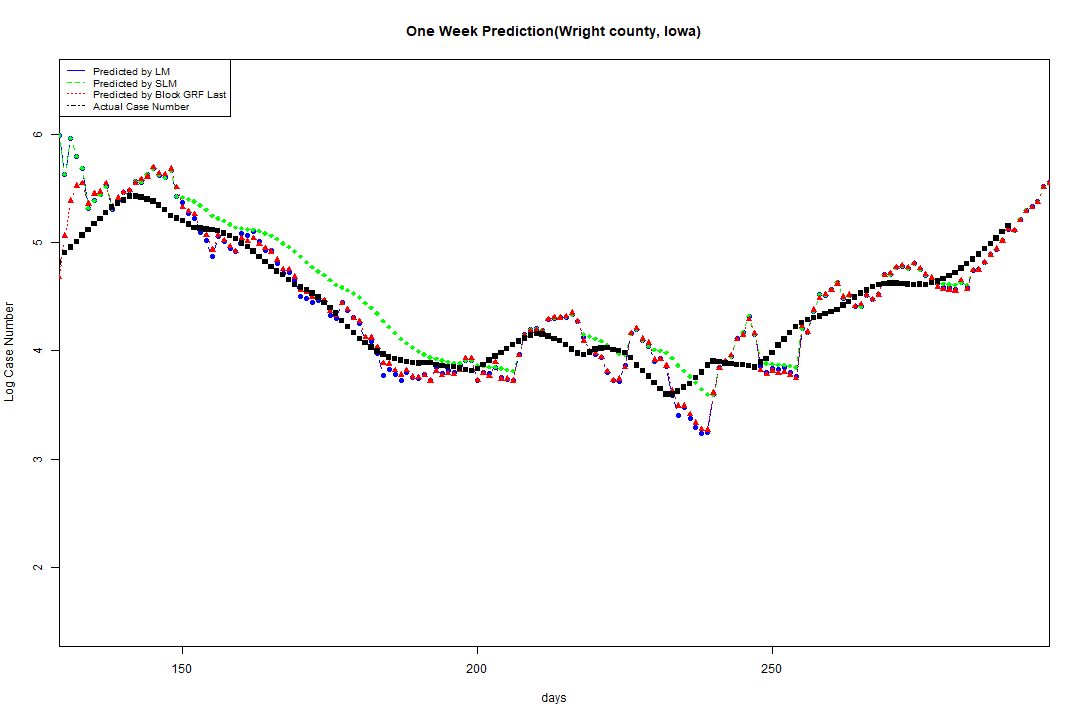 One Week Prediction(Wright county, Iowa)
Predicted by LM
Predicted by SLM
Predicted by Block GRF Last
Actual Case Number
6
5
4
3
2
Log Case Number
150
200
250
days